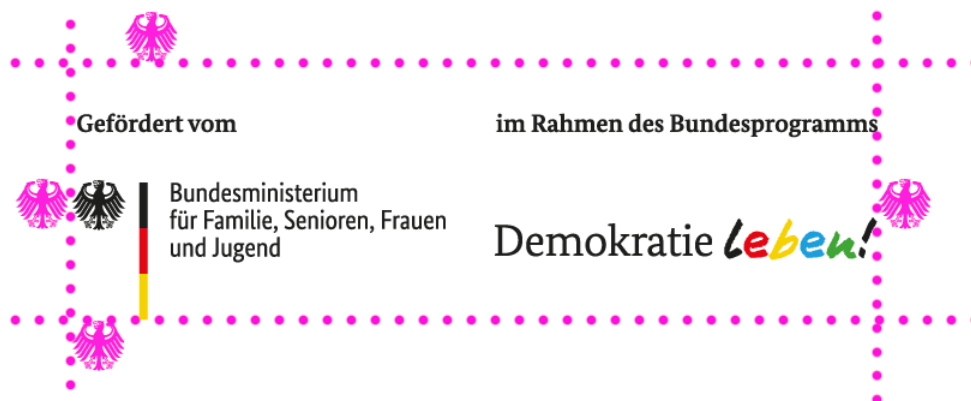 Gefördert vom
im Rahmen des Bundesprogramms
Bundesministerium
für Familie, Senioren, Frauen
und Jugend
Demokratie leben!